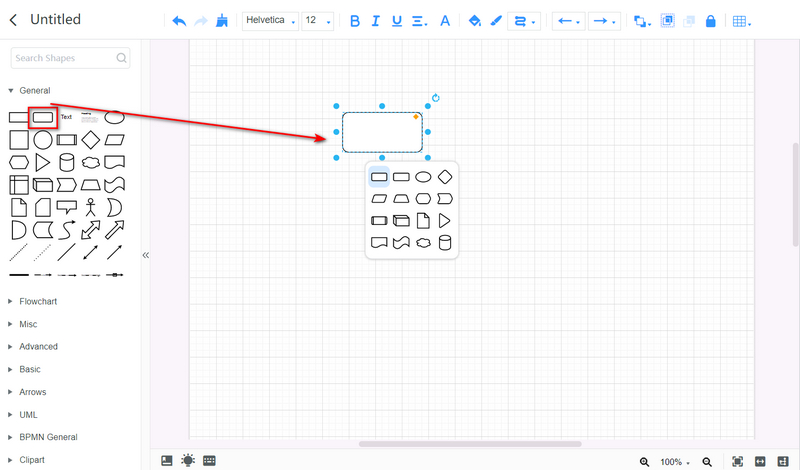 Untitled
Helvetica
12
B I U A
Search Shapes
General
Text
Flowchart
Misc
Advanced
Basic
Arrows
UML
BPMN General
Clipart
100%